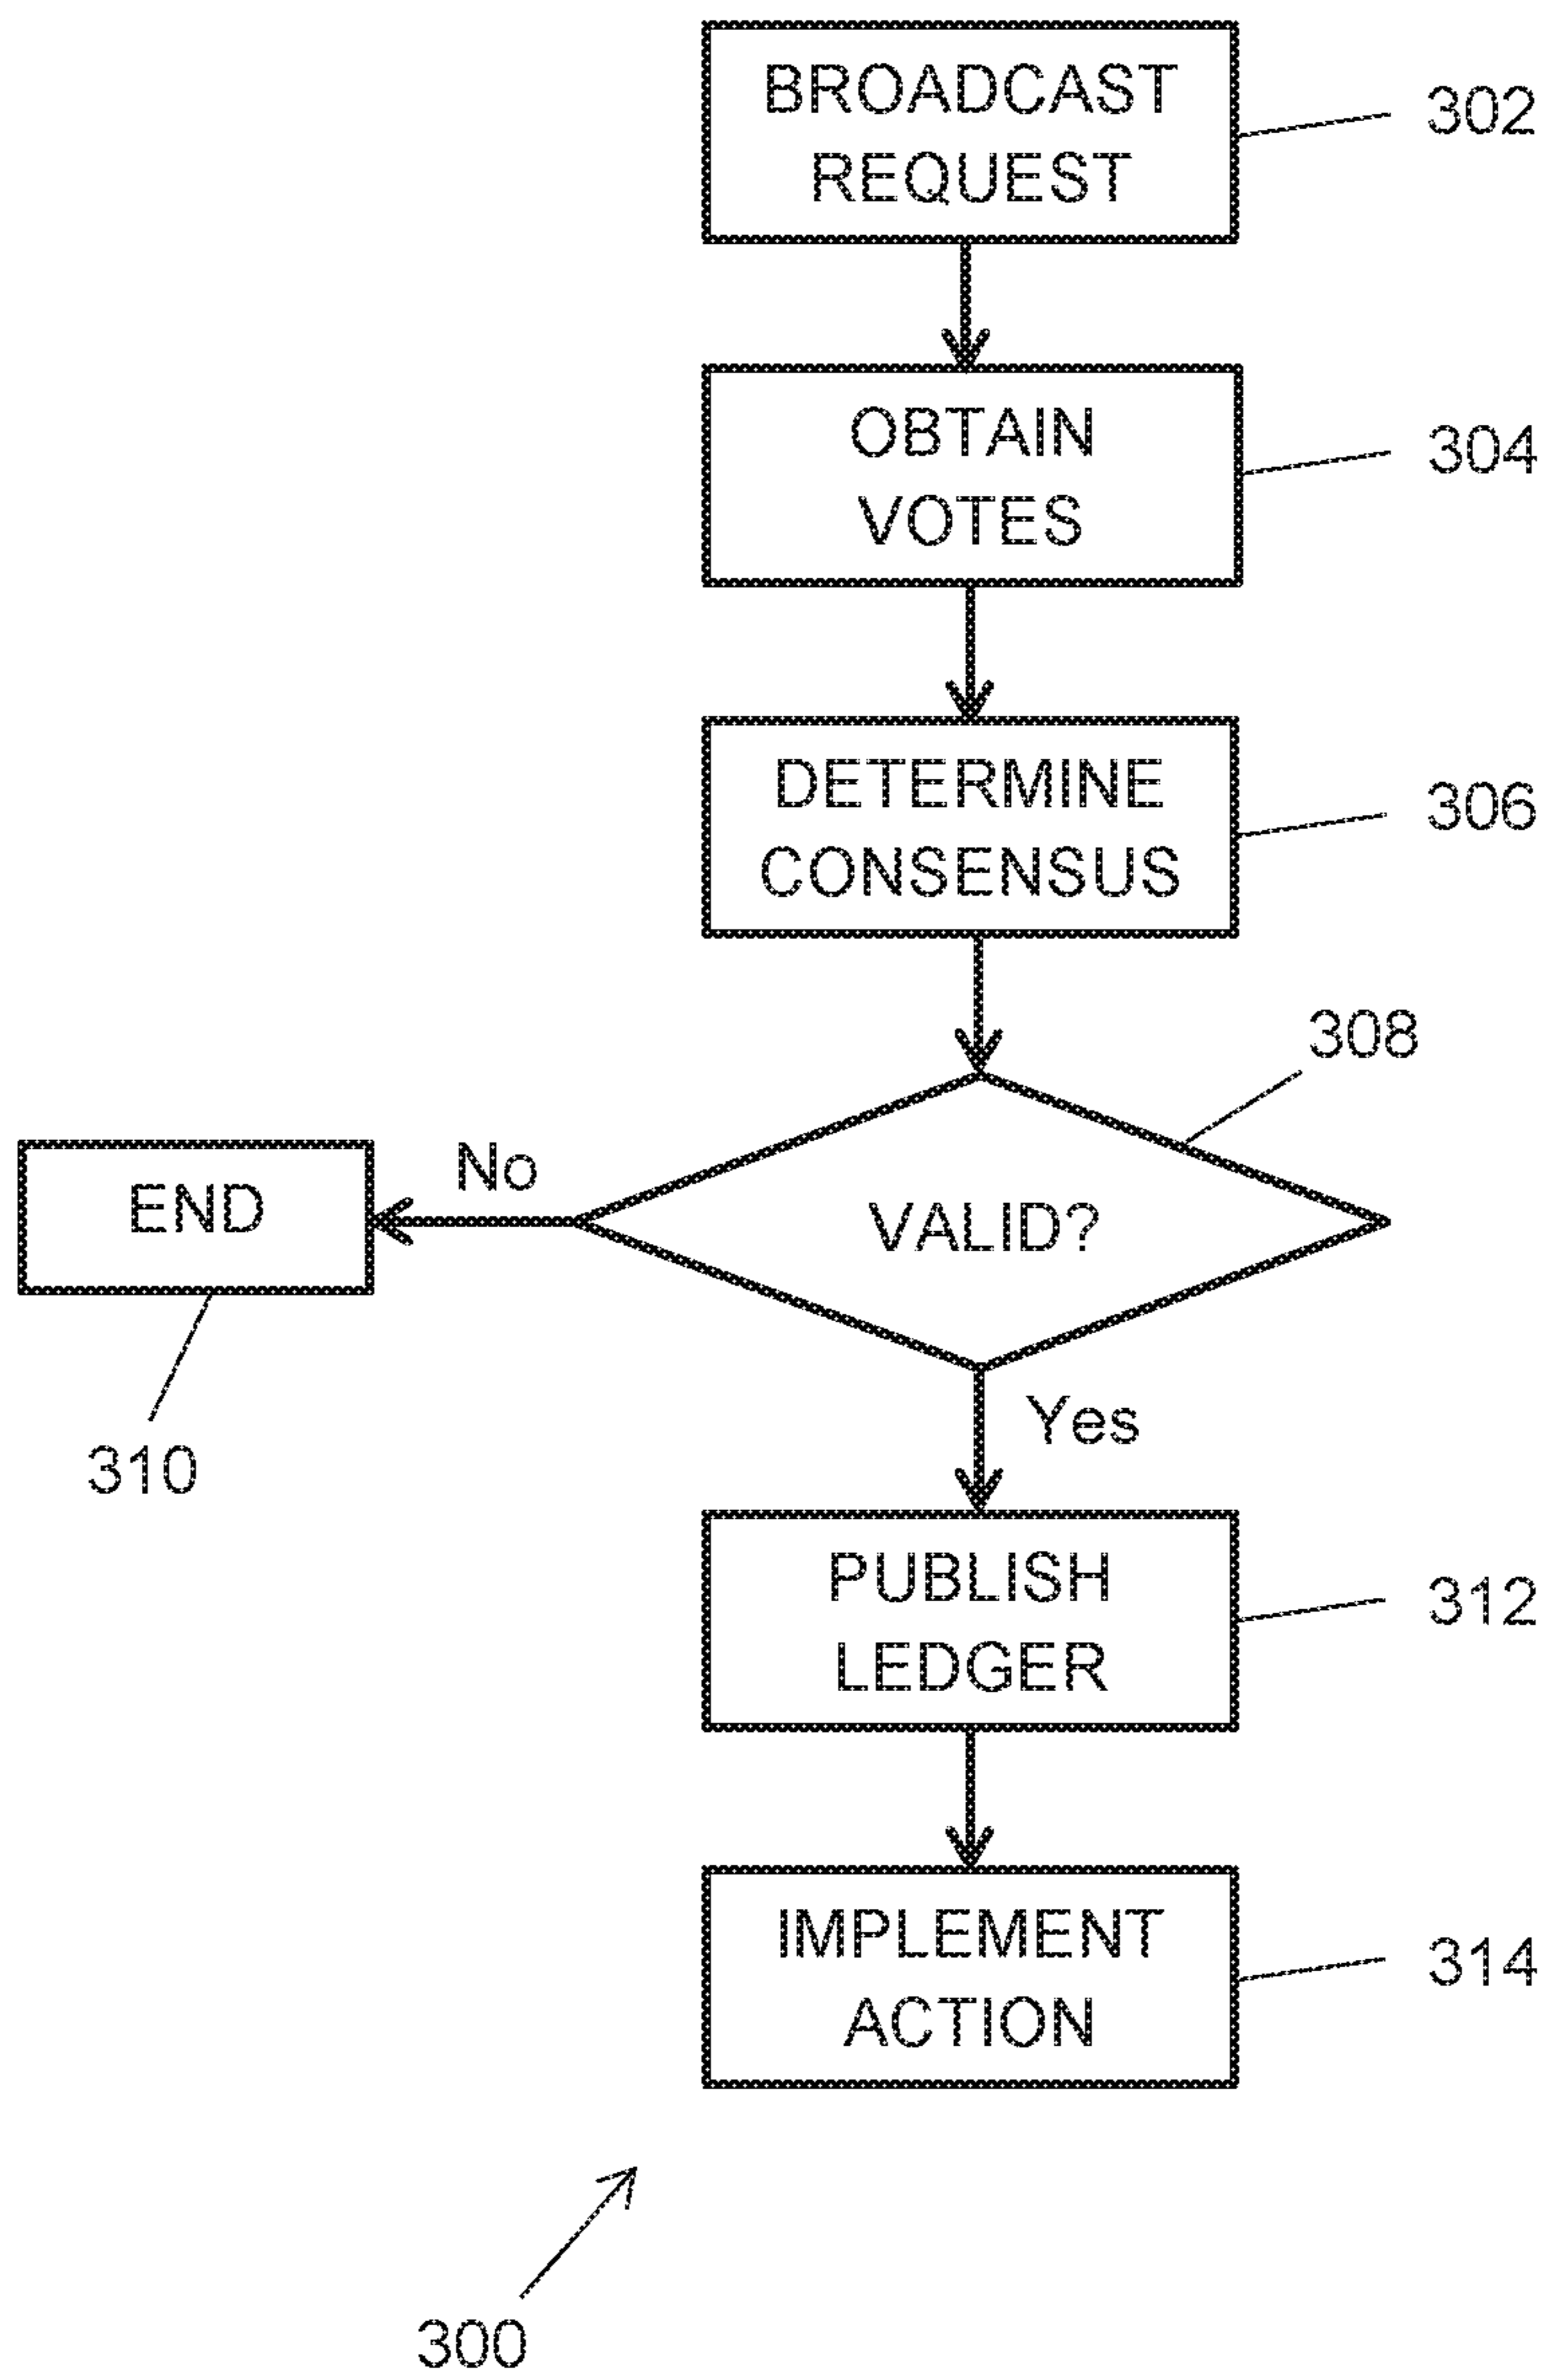 BROADCAST
REQUEST
302
OBTAIN
VOTES
304
DETERMINE
CONSENSUS
306
308
VALID?
No
END
310
Yes
PUBLISH
LEDGER
312
IMPLEMENT
ACTION
314
300